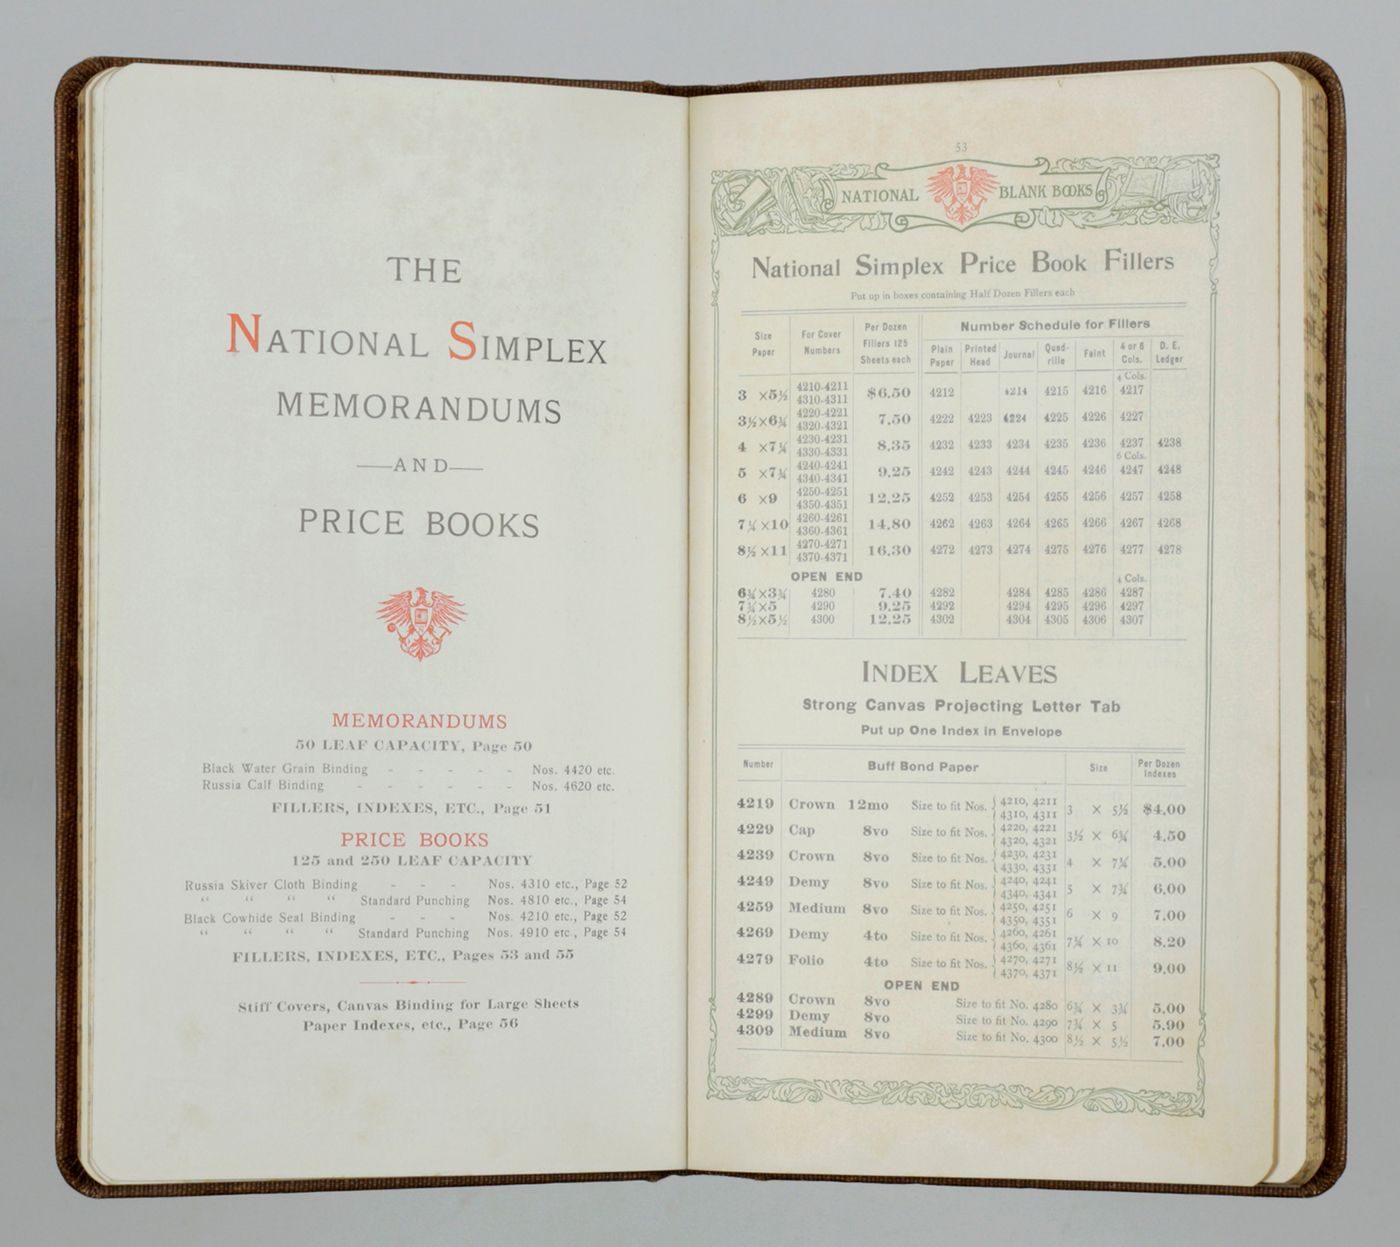 THE
NATIONAL SIMPLEX
MEMORANDUMS
—AND—
PRICE BOOKS
MEMORANDUMS
50 LEAF CAPACITY, Page 50
Black Water Grain Binding - - - - - Nos. 4420 etc.
Russia Calf Binding - - - - - Nos. 4620 etc.
FILLERS, INDEXES, ETC., Page 51
PRICE BOOKS
125 and 250 LEAF CAPACITY
Russia Skiver Cloth Binding - - - Nos. 4310 etc., Page 52
“ “ “ “ Standard Punching Nos. 4810 etc., Page 54
Black Cowhide Seal Binding - - - Nos. 4210 etc., Page 52
“ “ “ “ Standard Punching Nos. 4910 etc., Page 54
FILLERS, INDEXES, ETC., Pages 53 and 55
Stiff Covers, Canvas Binding for Large Sheets
Paper Indexes, etc., Page 56
53
NATIONAL BLANK BOOKS
National Simplex Price Book Fillers
Put up in boxes containing Half Dozen Fillers each
Size Paper For Cover Numbers Per Dozen Fillers 125 Sheets each Number Schedule for Fillers
Plain Paper Printed Head Journal Quad-rille Faint 4 or 6 Cols. D. E. Ledger
4 Cols.
3 ×5½ 4210-4211 4310-4311 $6.50 4212 4214 4215 4216 4217
3½×6¾ 4220-4221 4320-4321 7.50 4222 4223 4224 4225 4226 4227
4 ×7¼ 4230-4231 4330-4331 8.35 4232 4233 4234 4235 4236 4237 4238
6 Cols.
5 ×7¾ 4240-4241 4340-4341 9.25 4242 4243 4244 4245 4246 4247 4248
6 ×9 4250-4251 4350-4351 12.25 4252 4253 4254 4255 4256 4257 4258
7¼×10 4260-4261 4360-4361 14.80 4262 4263 4264 4265 4266 4267 4268
8½×11 4270-4271 4370-4371 16.30 4272 4273 4274 4275 4276 4277 4278
OPEN END 4 Cols.
6¾×3¾ 4280 7.40 4282 4284 4285 4286 4287
7¾×5 4290 9.25 4292 4294 4295 4296 4297
8½×5½ 4300 12.25 4302 4304 4305 4306 4307
INDEX LEAVES
Strong Canvas Projecting Letter Tab
Put up One Index in Envelope
Number Buff Bond Paper Size Per Dozen Indexes
4219 Crown 12mo Size to fit Nos. { 4210, 4211 4310, 4311 3 × 5½ $4.00
4229 Cap 8vo Size to fit Nos. { 4220, 4221 4320, 4321 3½ × 6¾ 4.50
4239 Crown 8vo Size to fit Nos. { 4230, 4231 4330, 4331 4 × 7¼ 5.00
4249 Demy 8vo Size to fit Nos. { 4240, 4241 4340, 4341 5 × 7¾ 6.00
4259 Medium 8vo Size to fit Nos. { 4250, 4251 4350, 4351 6 × 9 7.00
4269 Demy 4to Size to fit Nos. { 4260, 4261 4360, 4361 7¼ × 10 8.20
4279 Folio 4to Size to fit Nos. { 4270, 4271 4370, 4371 8½ × 11 9.00
OPEN END
4289 Crown 8vo Size to fit No. 4280 6¾ × 3¾ 5.00
4299 Demy 8vo Size to fit No. 4290 7¾ × 5 5.90
4309 Medium 8vo Size to fit No. 4300 8½ × 5½ 7.00